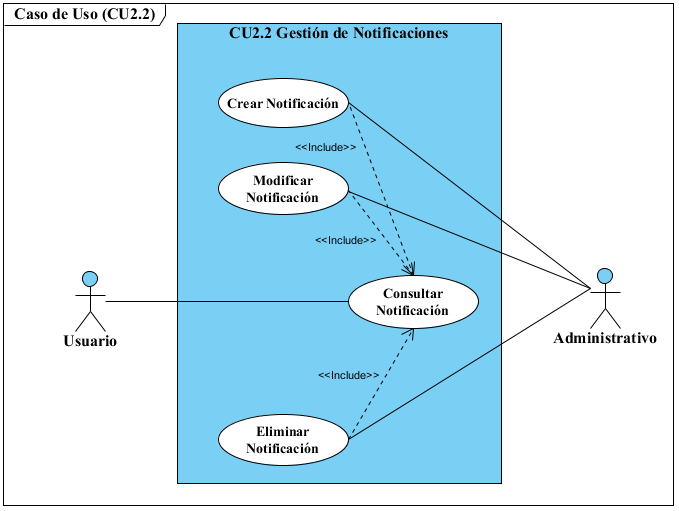 Caso de Uso (CU2.2)
CU2.2 Gestión de Notificaciones
Crear Notificación
<<Include>>
Modificar
Notificación
<<Include>>
Consultar
Notificación
Usuario
Administrativo
<<Include>>
Eliminar
Notificación